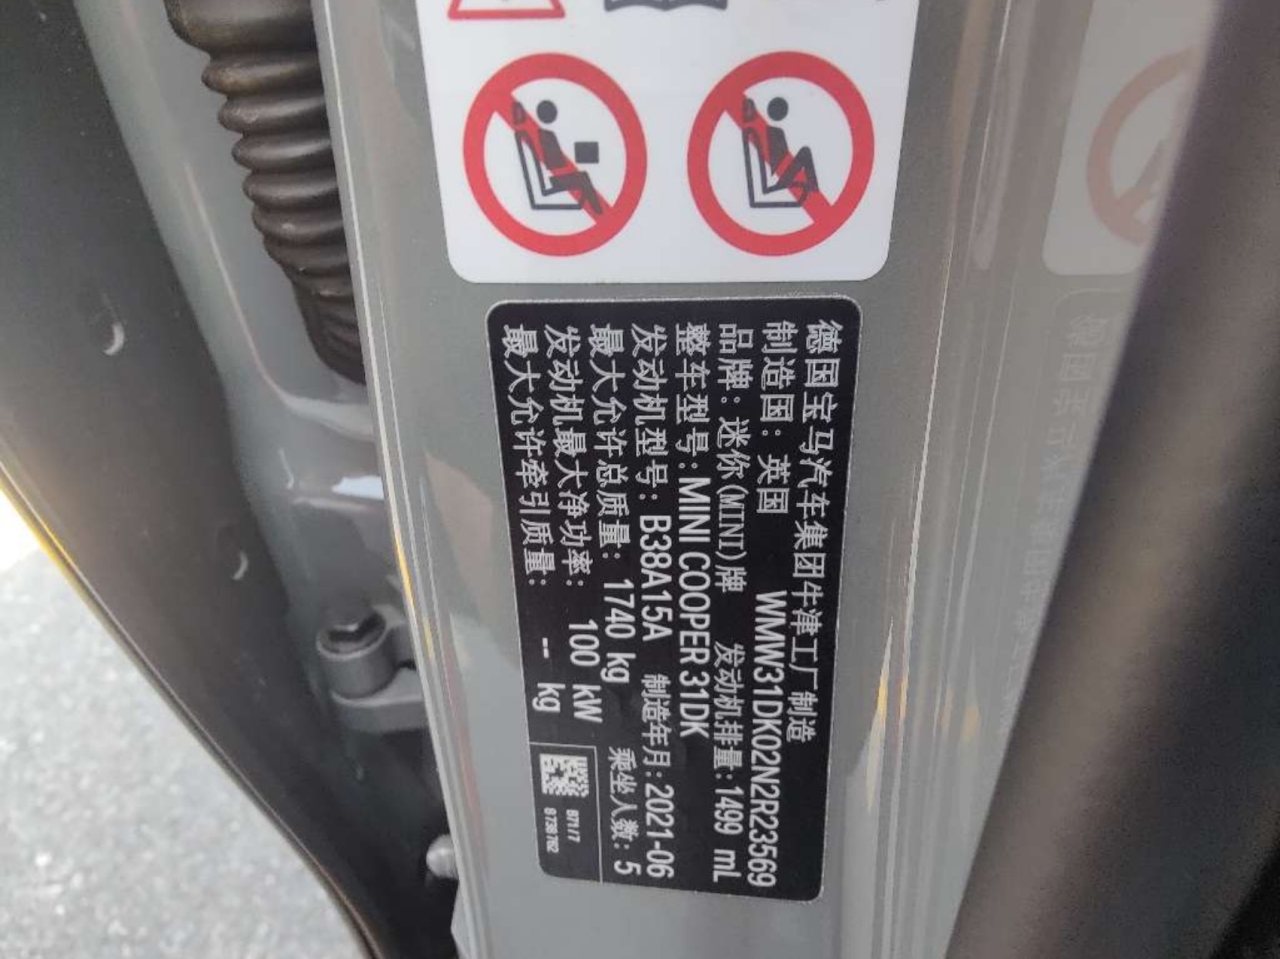 德国宝马汽车集团牛津工厂制造
制造国: 英国 WMW31DK02N2R23569
品牌: 迷你(MINI)牌 发动机排量: 1499 mL
整车型号: MINI COOPER 31DK
发动机型号: B38A15A 制造年月: 2021-06
最大允许总质量: 1740 kg 乘坐人数: 5
发动机最大净功率: 100 kW
最大允许牵引质量: -- kg
871/7
8738762